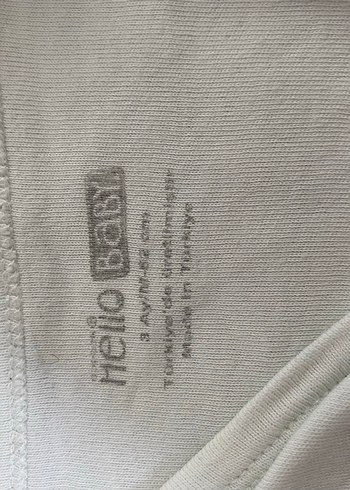 Hello BABY
3 Ay/M-62 cm
Türkiye'de üretilmiştir.
Made in Türkiye